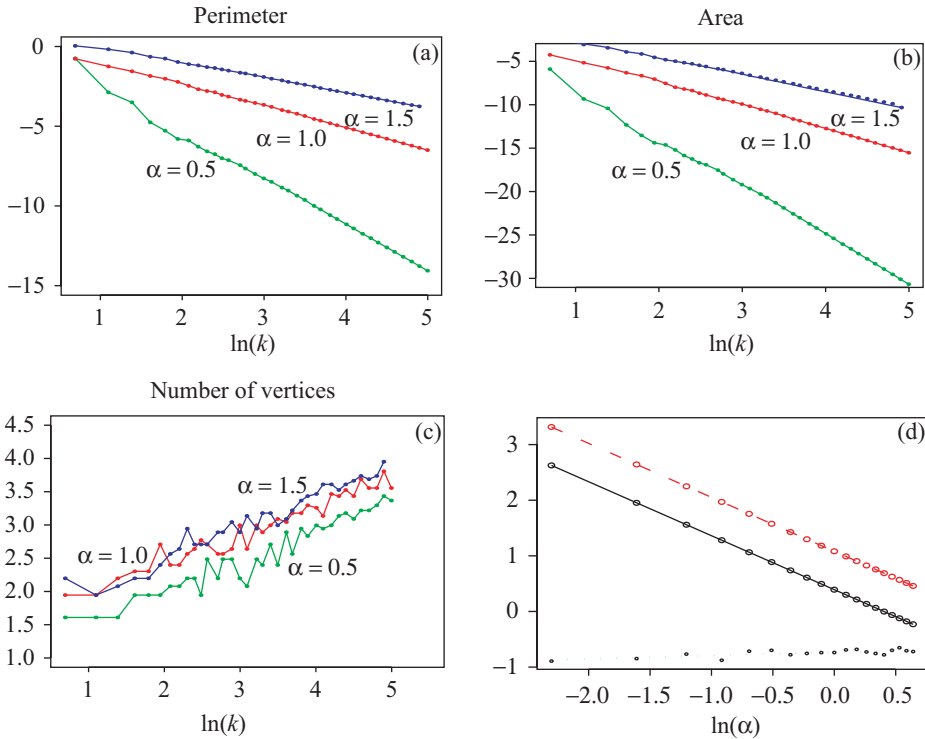 Perimeter
(a)
0
−5
−10
−15
α = 1.5
α = 1.0
α = 0.5
1 2 3 4 5
ln(k)
Area
(b)
−5
−10
−15
−20
−25
−30
α = 1.5
α = 1.0
α = 0.5
1 2 3 4 5
ln(k)
Number of vertices
(c)
4.5
4.0
3.5
3.0
2.5
2.0
1.5
1.0
α = 1.5
α = 1.0
α = 0.5
1 2 3 4 5
ln(k)
(d)
3
2
1
0
−1
−2.0 −1.5 −1.0 −0.5 0.0 0.5
ln(α)